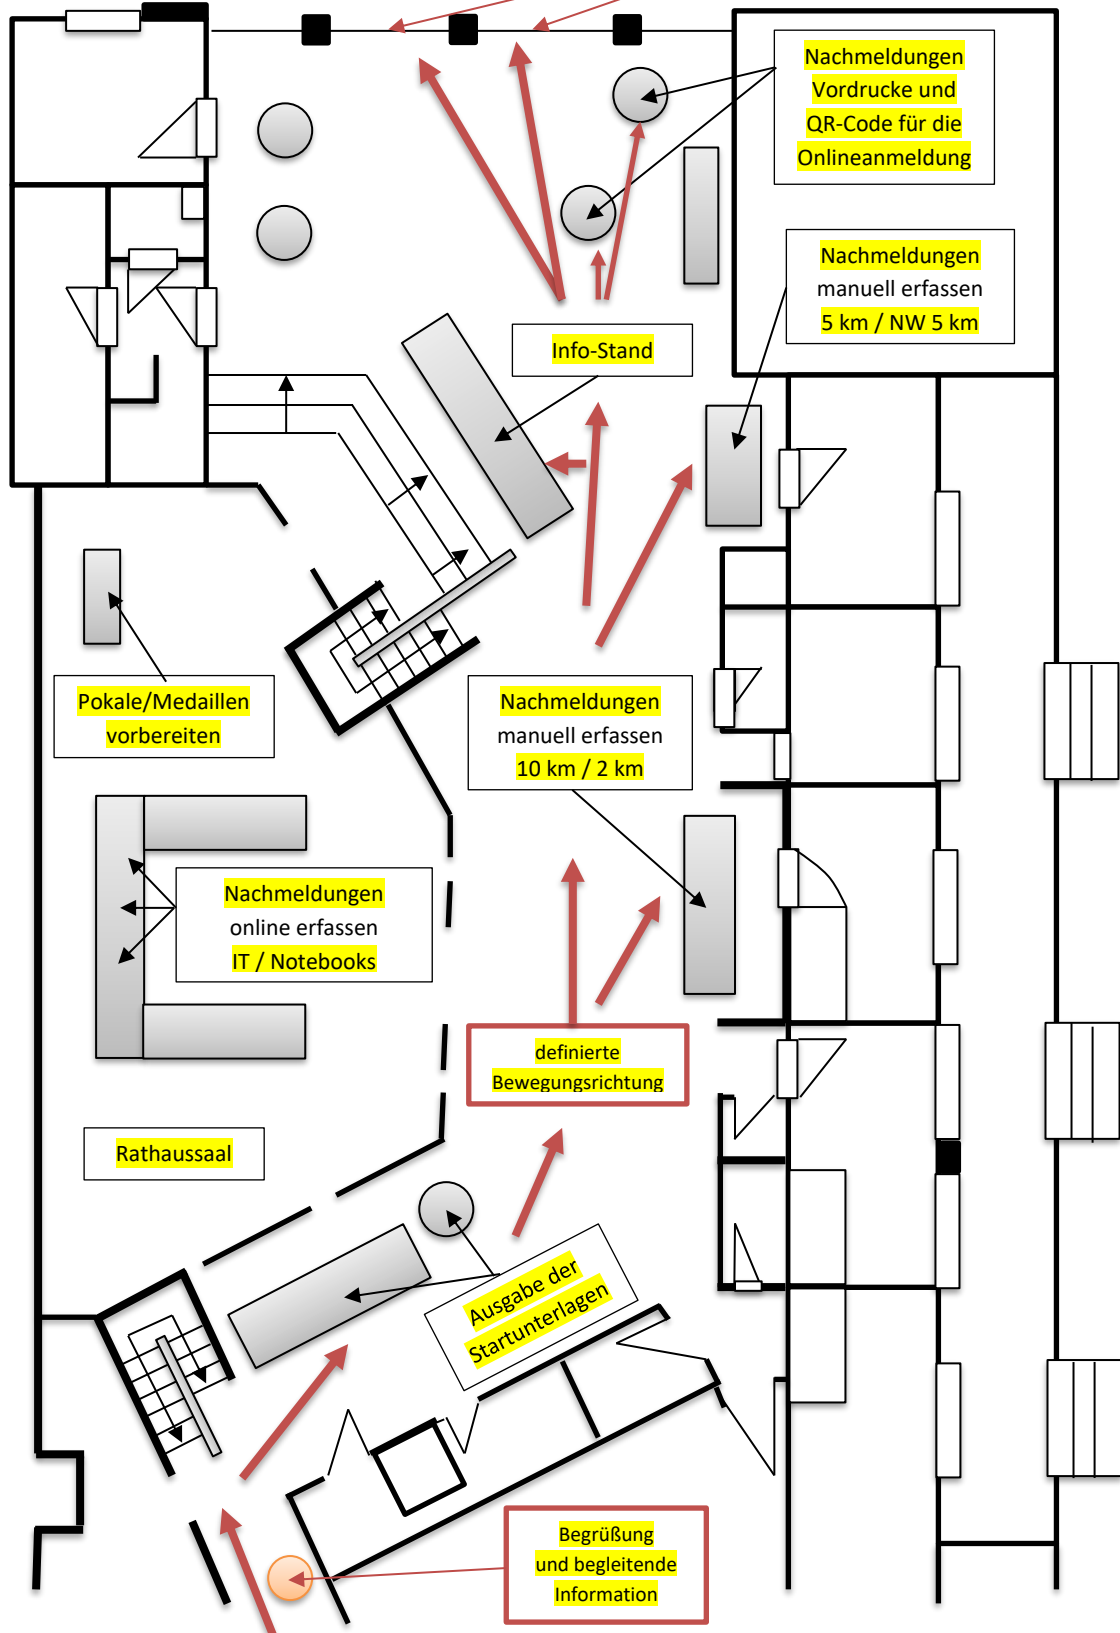 Nachmeldungen
Vordrucke und
QR-Code für die
Onlineanmeldung
Nachmeldungen
manuell erfassen
5 km / NW 5 km
Info-Stand
Pokale/Medaillen
vorbereiten
Nachmeldungen
manuell erfassen
10 km / 2 km
Nachmeldungen
online erfassen
IT / Notebooks
definierte
Bewegungsrichtung
Rathaussaal
Ausgabe der
Startunterlagen
Begrüßung
und begleitende
Information